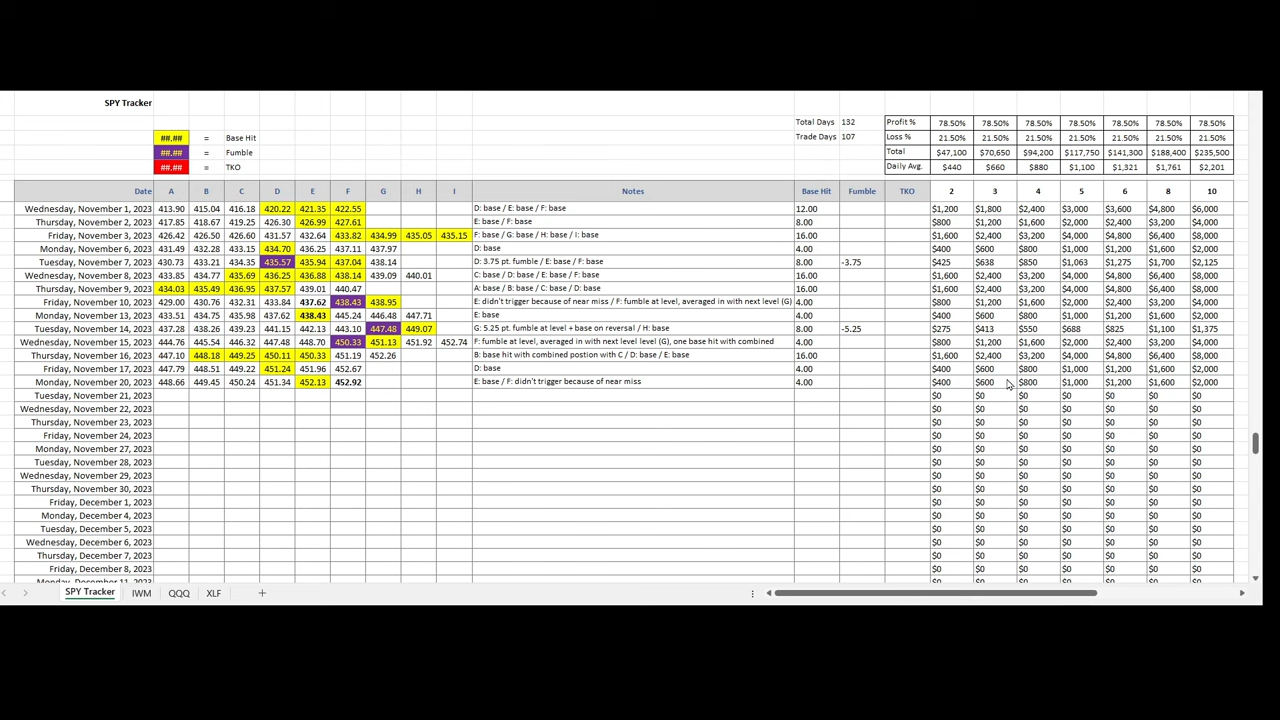 SPY Tracker
Total Days 132 Profit % 78.50% 78.50% 78.50% 78.50% 78.50% 78.50% 78.50%
##.## = Base Hit Trade Days 107 Loss % 21.50% 21.50% 21.50% 21.50% 21.50% 21.50% 21.50%
##.## = Fumble Total $47,100 $70,650 $94,200 $117,750 $141,300 $188,400 $235,500
##.## = TKO Daily Avg. $440 $660 $880 $1,100 $1,321 $1,761 $2,201
Date A B C D E F G H I Notes Base Hit Fumble TKO 2 3 4 5 6 8 10
Wednesday, November 1, 2023 413.90 415.04 416.18 420.22 421.35 422.55 D: base / E: base / F: base 12.00 $1,200 $1,800 $2,400 $3,000 $3,600 $4,800 $6,000
Thursday, November 2, 2023 417.85 418.67 419.25 426.30 426.99 427.61 E: base / F: base 8.00 $800 $1,200 $1,600 $2,000 $2,400 $3,200 $4,000
Friday, November 3, 2023 426.42 426.50 426.60 431.57 432.64 433.82 434.99 435.05 435.15 F: base / G: base / H: base / I: base 16.00 $1,600 $2,400 $3,200 $4,000 $4,800 $6,400 $8,000
Monday, November 6, 2023 431.49 432.28 433.15 434.70 436.25 437.11 437.97 D: base 4.00 $400 $600 $800 $1,000 $1,200 $1,600 $2,000
Tuesday, November 7, 2023 430.73 433.21 434.35 435.57 435.94 437.04 438.14 D: 3.75 pt. fumble / E: base / F: base 8.00 -3.75 $425 $638 $850 $1,063 $1,275 $1,700 $2,125
Wednesday, November 8, 2023 433.85 434.77 435.69 436.25 436.88 438.14 439.09 440.01 C: base / D: base / E: base / F: base 16.00 $1,600 $2,400 $3,200 $4,000 $4,800 $6,400 $8,000
Thursday, November 9, 2023 434.03 435.49 436.95 437.57 439.01 440.47 A: base / B: base / C: base / D: base 16.00 $1,600 $2,400 $3,200 $4,000 $4,800 $6,400 $8,000
Friday, November 10, 2023 429.00 430.76 432.31 433.84 437.62 438.43 438.95 E: didn't trigger because of near miss / F: fumble at level, averaged in with next level (G) 4.00 $800 $1,200 $1,600 $2,000 $2,400 $3,200 $4,000
Monday, November 13, 2023 431.38 434.75 435.98 437.62 438.43 445.24 446.48 447.71 E: base 4.00 $400 $600 $800 $1,000 $1,200 $1,600 $2,000
Tuesday, November 14, 2023 437.28 438.26 439.23 441.15 442.13 443.10 447.48 449.07 G: 5.25 pt. fumble at level + base on reversal / H: base 8.00 -5.25 $275 $413 $550 $688 $825 $1,100 $1,375
Wednesday, November 15, 2023 444.76 445.54 446.32 447.48 448.70 450.33 451.13 451.92 452.74 F: fumble at level, averaged in with next level level (G), one base hit with combined 4.00 $800 $1,200 $1,600 $2,000 $2,400 $3,200 $4,000
Thursday, November 16, 2023 447.10 448.18 449.25 450.11 450.33 451.19 452.26 B: base hit with combined postion with C / D: base / E: base 16.00 $1,600 $2,400 $3,200 $4,000 $4,800 $6,400 $8,000
Friday, November 17, 2023 447.79 448.51 449.22 451.24 451.96 452.67 D: base 4.00 $400 $600 $800 $1,000 $1,200 $1,600 $2,000
Monday, November 20, 2023 448.66 449.45 450.24 451.34 452.13 452.92 E: base / F: didn't trigger because of near miss 4.00 $400 $600 $800 $1,000 $1,200 $1,600 $2,000
Tuesday, November 21, 2023 $0 $0 $0 $0 $0 $0 $0
Wednesday, November 22, 2023 $0 $0 $0 $0 $0 $0 $0
Thursday, November 23, 2023 $0 $0 $0 $0 $0 $0 $0
Friday, November 24, 2023 $0 $0 $0 $0 $0 $0 $0
Monday, November 27, 2023 $0 $0 $0 $0 $0 $0 $0
Tuesday, November 28, 2023 $0 $0 $0 $0 $0 $0 $0
Wednesday, November 29, 2023 $0 $0 $0 $0 $0 $0 $0
Thursday, November 30, 2023 $0 $0 $0 $0 $0 $0 $0
Friday, December 1, 2023 $0 $0 $0 $0 $0 $0 $0
Monday, December 4, 2023 $0 $0 $0 $0 $0 $0 $0
Tuesday, December 5, 2023 $0 $0 $0 $0 $0 $0 $0
Wednesday, December 6, 2023 $0 $0 $0 $0 $0 $0 $0
Thursday, December 7, 2023 $0 $0 $0 $0 $0 $0 $0
Friday, December 8, 2023 $0 $0 $0 $0 $0 $0 $0
Monday, December 11, 2023 $0 $0 $0 $0 $0 $0 $0
SPY Tracker IWM QQQ XLF